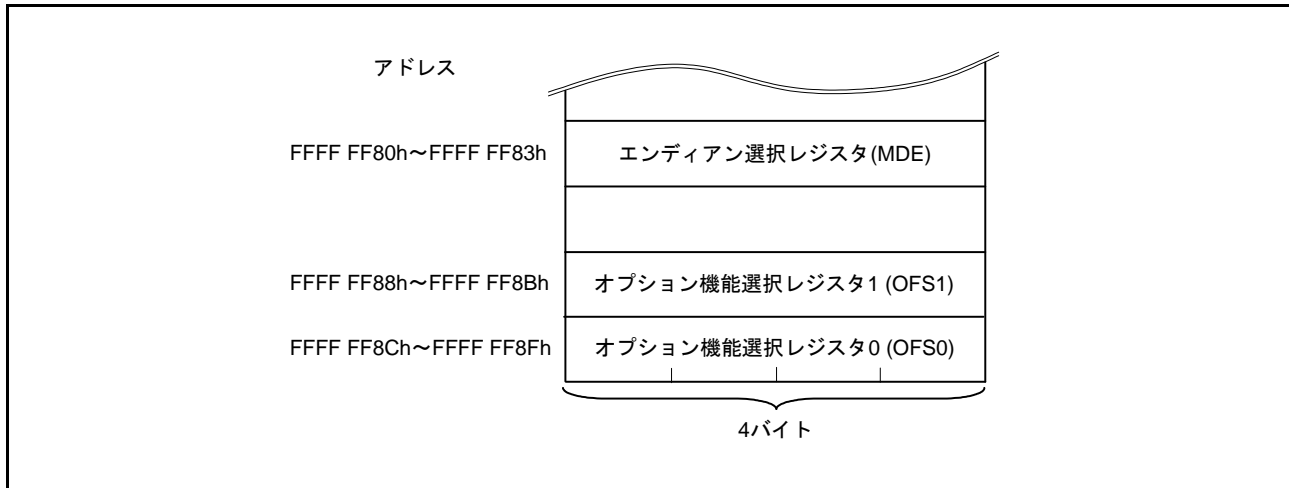 アドレス
FFFF FF80h～FFFF FF83h エンディアン選択レジスタ(MDE)
FFFF FF88h～FFFF FF8Bh オプション機能選択レジスタ1 (OFS1)
FFFF FF8Ch～FFFF FF8Fh オプション機能選択レジスタ0 (OFS0)
4バイト